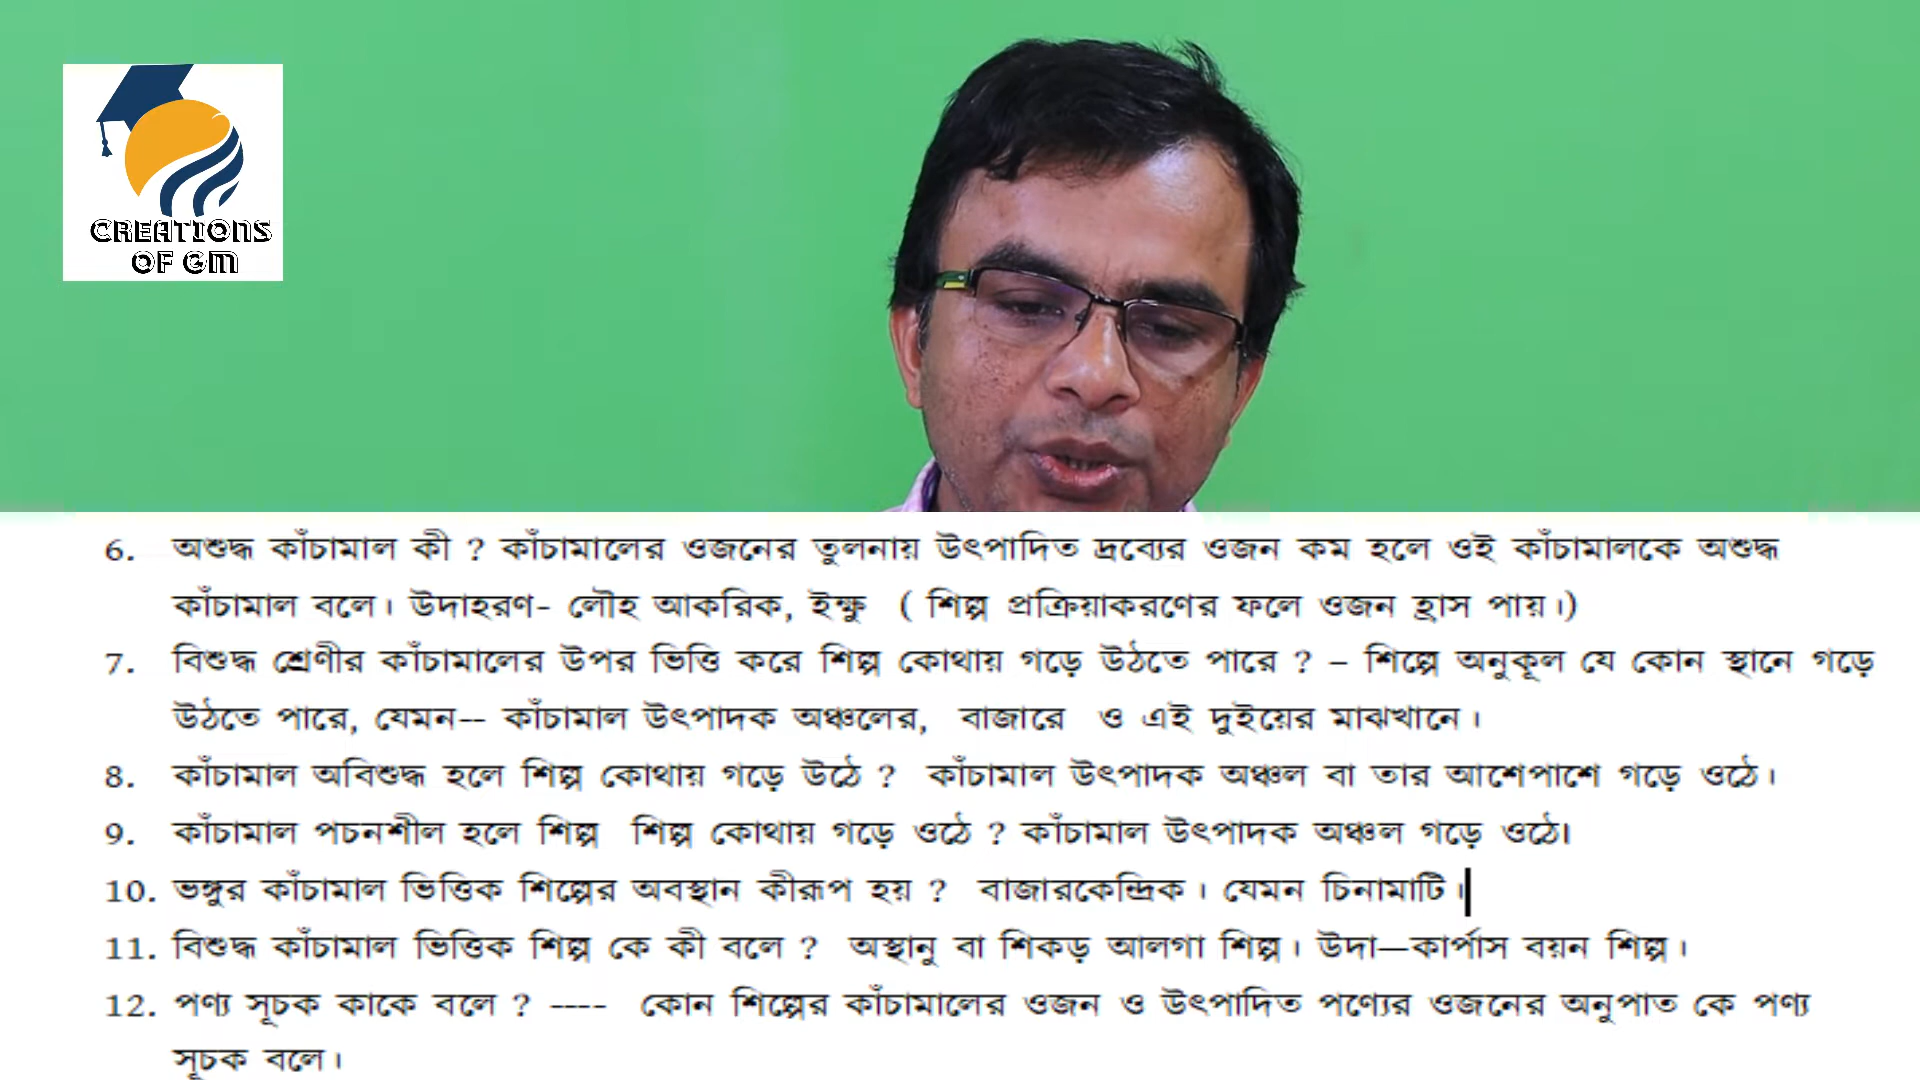 CREATIONS
OF GM
6. অশুদ্ধ কাঁচামাল কী ? কাঁচামালের ওজনের তুলনায় উৎপাদিত দ্রব্যের ওজন কম হলে ওই কাঁচামালকে অশুদ্ধ
কাঁচামাল বলে। উদাহরণ- লৌহ আকরিক, ইক্ষু ( শিল্প প্রক্রিয়াকরণের ফলে ওজন হ্রাস পায়।)
7. বিশুদ্ধ শ্রেণীর কাঁচামালের উপর ভিত্তি করে শিল্প কোথায় গড়ে উঠতে পারে ? – শিল্পে অনুকূল যে কোন স্থানে গড়ে
উঠতে পারে, যেমন-- কাঁচামাল উৎপাদক অঞ্চলের, বাজারে ও এই দুইয়ের মাঝখানে।
8. কাঁচামাল অবিশুদ্ধ হলে শিল্প কোথায় গড়ে উঠে ? কাঁচামাল উৎপাদক অঞ্চল বা তার আশেপাশে গড়ে ওঠে।
9. কাঁচামাল পচনশীল হলে শিল্প শিল্প কোথায় গড়ে ওঠে ? কাঁচামাল উৎপাদক অঞ্চল গড়ে ওঠে।
10. ভঙ্গুর কাঁচামাল ভিত্তিক শিল্পের অবস্থান কীরূপ হয় ? বাজারকেন্দ্রিক। যেমন চিনামাটি।
11. বিশুদ্ধ কাঁচামাল ভিত্তিক শিল্প কে কী বলে ? অস্থানু বা শিকড় আলগা শিল্প। উদা—কার্পাস বয়ন শিল্প।
12. পণ্য সূচক কাকে বলে ? ---- কোন শিল্পের কাঁচামালের ওজন ও উৎপাদিত পণ্যের ওজনের অনুপাত কে পণ্য
সূচক বলে।